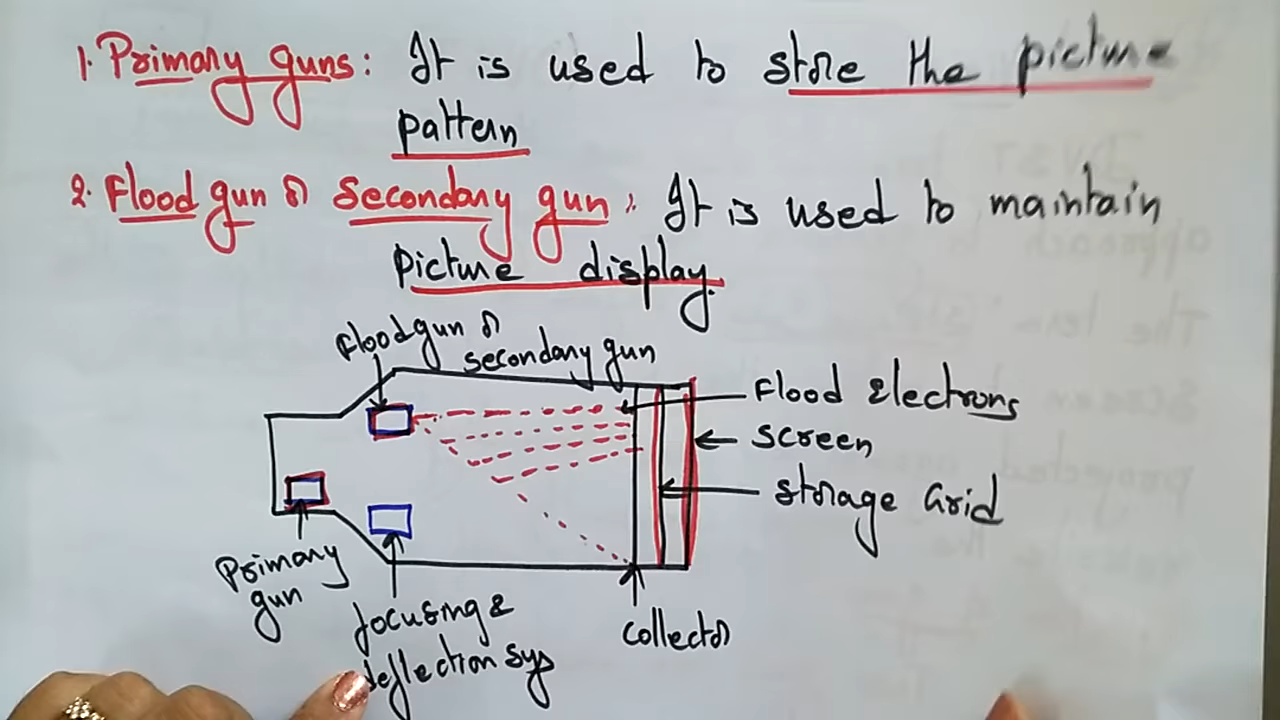 1. Primary guns: It is used to store the picture
pattern
2. Flood gun or secondary gun: It is used to maintain
picture display.
Flood gun or
secondary gun
Flood Electrons
screen
storage Grid
Primary
gun
focusing &
deflection sys
collector